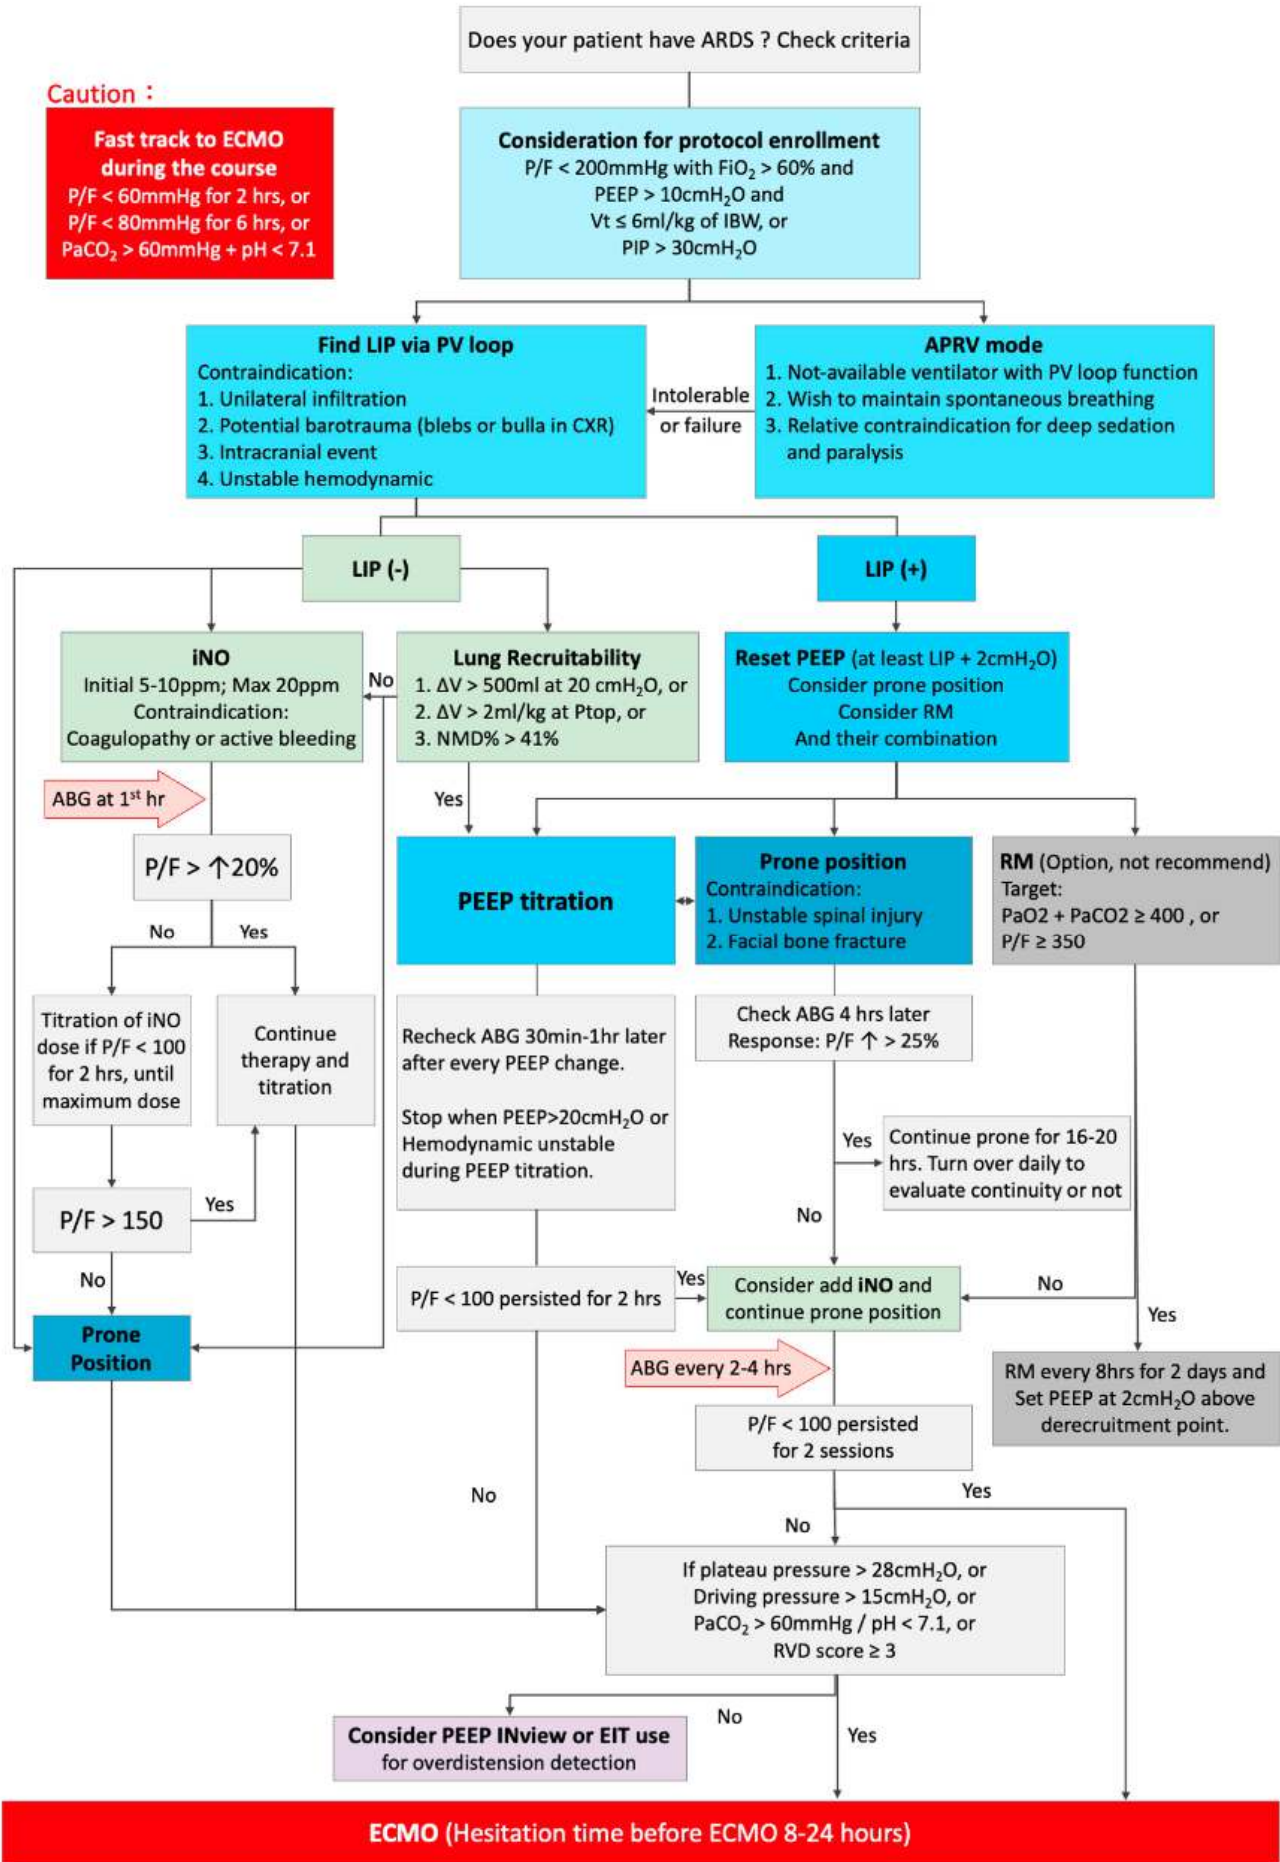 Does your patient have ARDS ? Check criteria
Caution：
Fast track to ECMO
during the course
P/F < 60mmHg for 2 hrs, or
P/F < 80mmHg for 6 hrs, or
PaCO₂ > 60mmHg + pH < 7.1
Consideration for protocol enrollment
P/F < 200mmHg with FiO₂ > 60% and
PEEP > 10cmH₂O and
Vt ≤ 6ml/kg of IBW, or
PIP > 30cmH₂O
Find LIP via PV loop
Contraindication:
1. Unilateral infiltration
2. Potential barotrauma (blebs or bulla in CXR)
3. Intracranial event
4. Unstable hemodynamic
Intolerable
or failure
APRV mode
1. Not-available ventilator with PV loop function
2. Wish to maintain spontaneous breathing
3. Relative contraindication for deep sedation
and paralysis
LIP (-)
LIP (+)
iNO
Initial 5-10ppm; Max 20ppm
Contraindication:
Coagulopathy or active bleeding
No
Lung Recruitability
1. ΔV > 500ml at 20 cmH₂O, or
2. ΔV > 2ml/kg at Ptop, or
3. NMD% > 41%
Reset PEEP (at least LIP + 2cmH₂O)
Consider prone position
Consider RM
And their combination
ABG at 1st hr
Yes
P/F > ↑20%
No
Yes
PEEP titration
Prone position
Contraindication:
1. Unstable spinal injury
2. Facial bone fracture
RM (Option, not recommend)
Target:
PaO2 + PaCO2 ≥ 400 , or
P/F ≥ 350
Titration of iNO
dose if P/F < 100
for 2 hrs, until
maximum dose
Continue
therapy and
titration
Recheck ABG 30min-1hr later
after every PEEP change.
Stop when PEEP>20cmH₂O or
Hemodynamic unstable
during PEEP titration.
Check ABG 4 hrs later
Response: P/F ↑ > 25%
Yes
Continue prone for 16-20
hrs. Turn over daily to
evaluate continuity or not
No
P/F > 150
Yes
No
Prone
Position
P/F < 100 persisted for 2 hrs
Yes
Consider add iNO and
continue prone position
No
Yes
ABG every 2-4 hrs
RM every 8hrs for 2 days and
Set PEEP at 2cmH₂O above
derecruitment point.
P/F < 100 persisted
for 2 sessions
No
Yes
No
If plateau pressure > 28cmH₂O, or
Driving pressure > 15cmH₂O, or
PaCO₂ > 60mmHg / pH < 7.1, or
RVD score ≥ 3
No
Yes
Consider PEEP INview or EIT use
for overdistension detection
ECMO (Hesitation time before ECMO 8-24 hours)